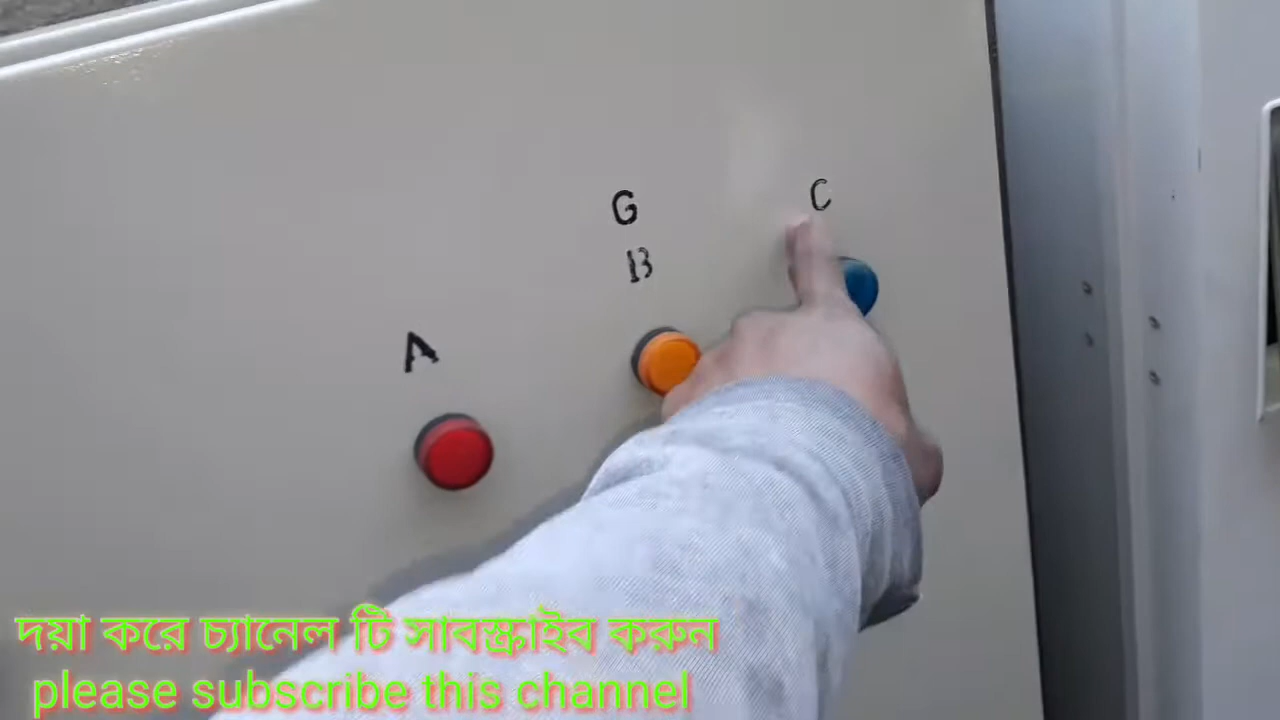 G
C
B
A
দয়া করে চ্যানেল টি সাবস্ক্রাইব করুন
please subscribe this channel